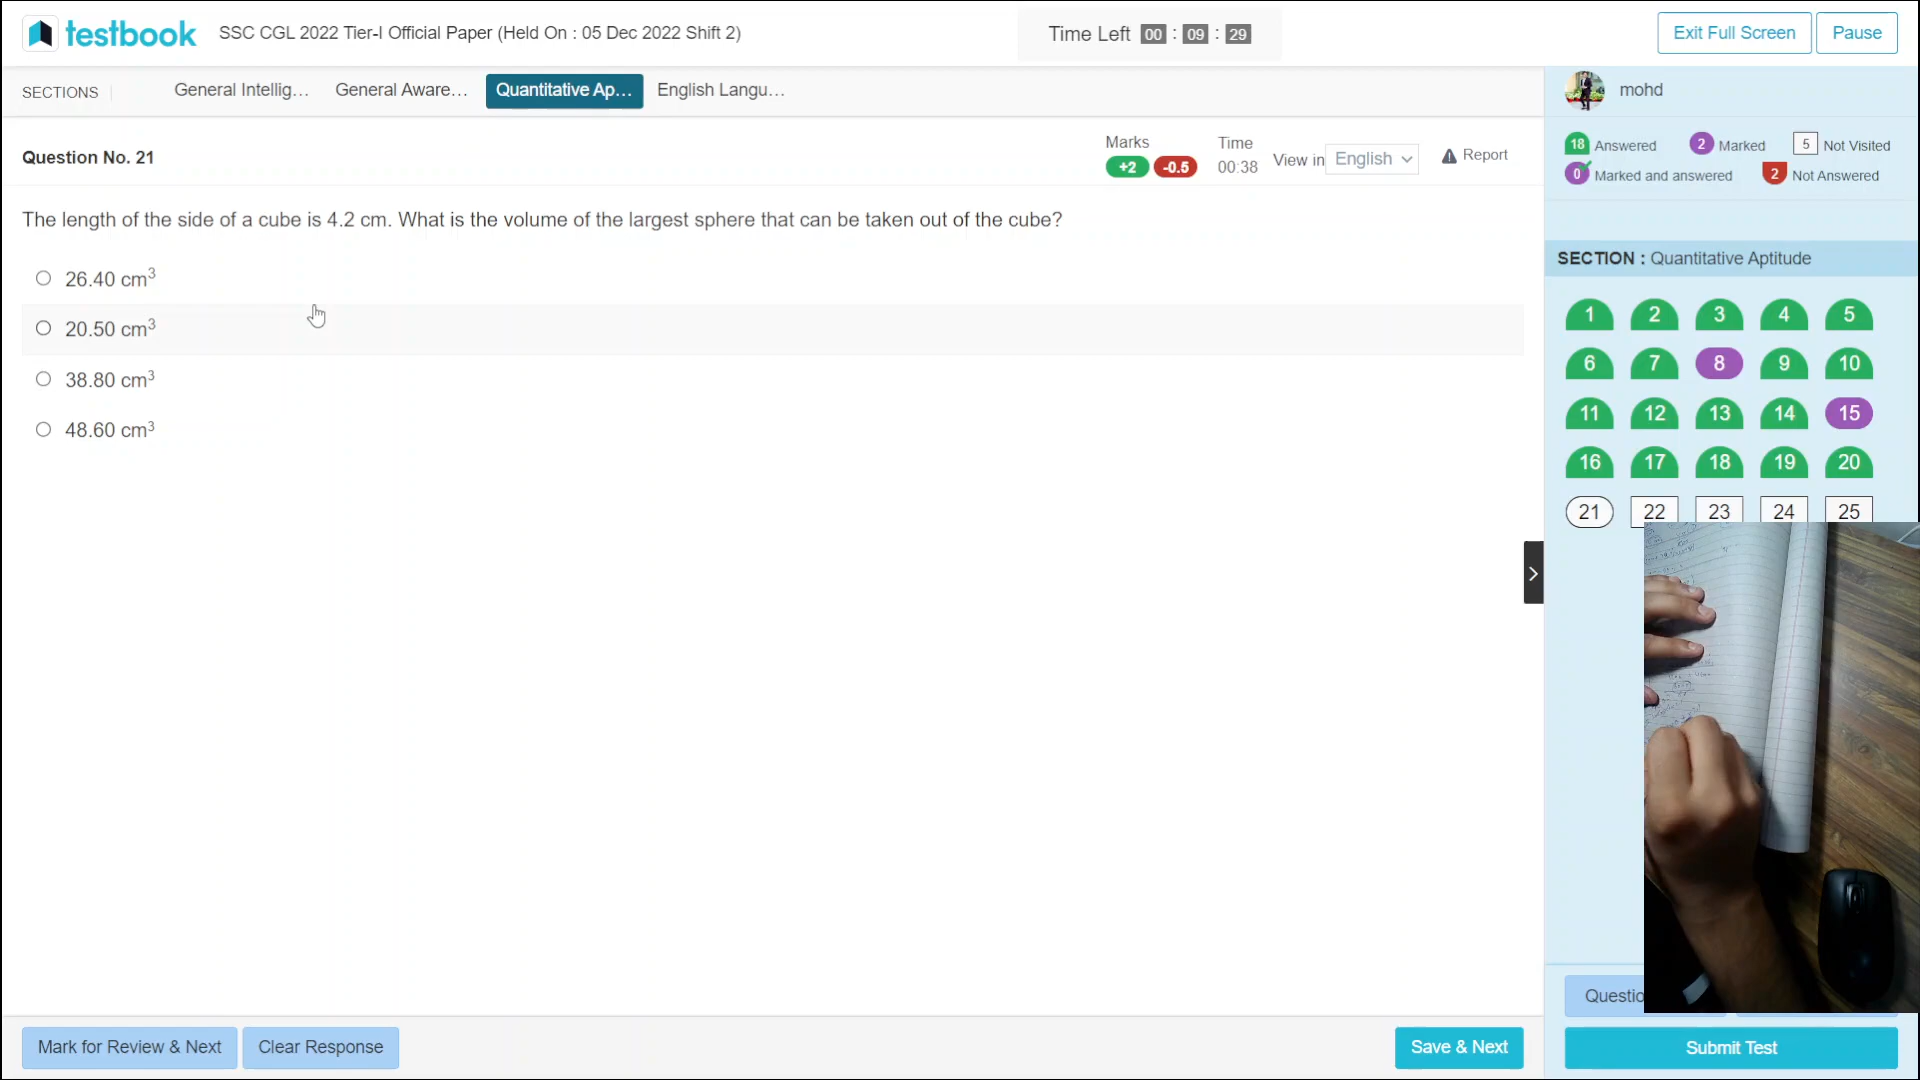 testbook
SSC CGL 2022 Tier-I Official Paper (Held On : 05 Dec 2022 Shift 2)
Time Left 00 : 09 : 29
Exit Full Screen
Pause
SECTIONS
General Intellig...
General Aware...
Quantitative Ap...
English Langu...
mohd
Question No. 21
Marks
+2 -0.5
Time
00:38
View in English
Report
18 Answered
2 Marked
5 Not Visited
0 Marked and answered
2 Not Answered
The length of the side of a cube is 4.2 cm. What is the volume of the largest sphere that can be taken out of the cube?
26.40 cm³
20.50 cm³
38.80 cm³
48.60 cm³
SECTION : Quantitative Aptitude
1 2 3 4 5
6 7 8 9 10
11 12 13 14 15
16 17 18 19 20
21 22 23 24 25
Mark for Review & Next
Clear Response
Save & Next
Submit Test